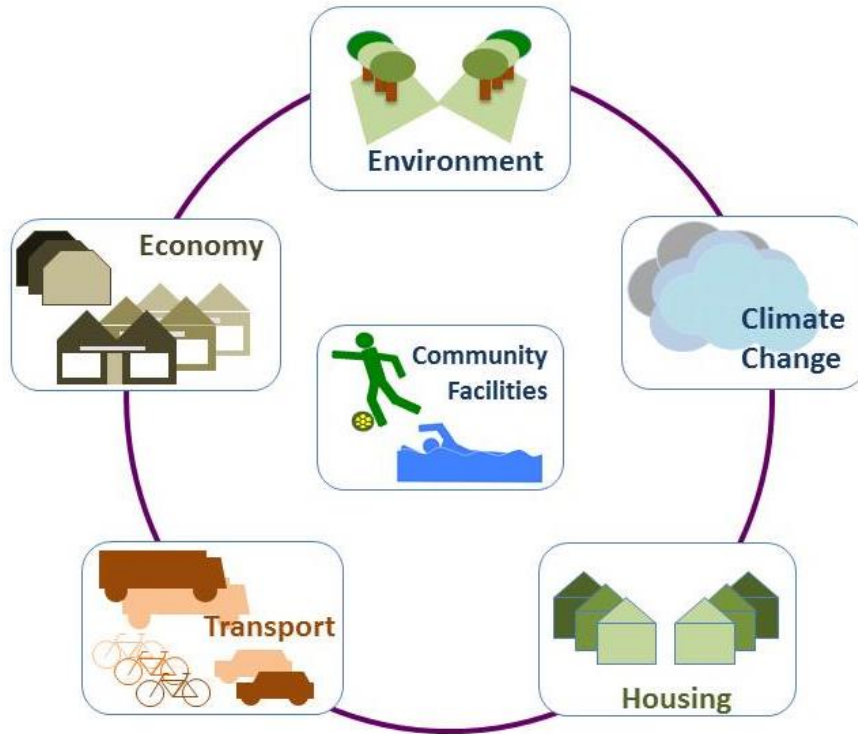 Environment
Economy
Climate
Change
Community
Facilities
Transport
Housing